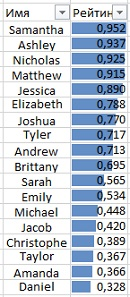 Имя Рейтин
Samantha 0,952
Ashley 0,937
Nicholas 0,925
Matthew 0,915
Jessica 0,890
Elizabeth 0,788
Joshua 0,770
Tyler 0,717
Andrew 0,713
Brittany 0,695
Sarah 0,565
Emily 0,534
Michael 0,448
Jacob 0,420
Christophe 0,389
Taylor 0,367
Amanda 0,366
Daniel 0,328